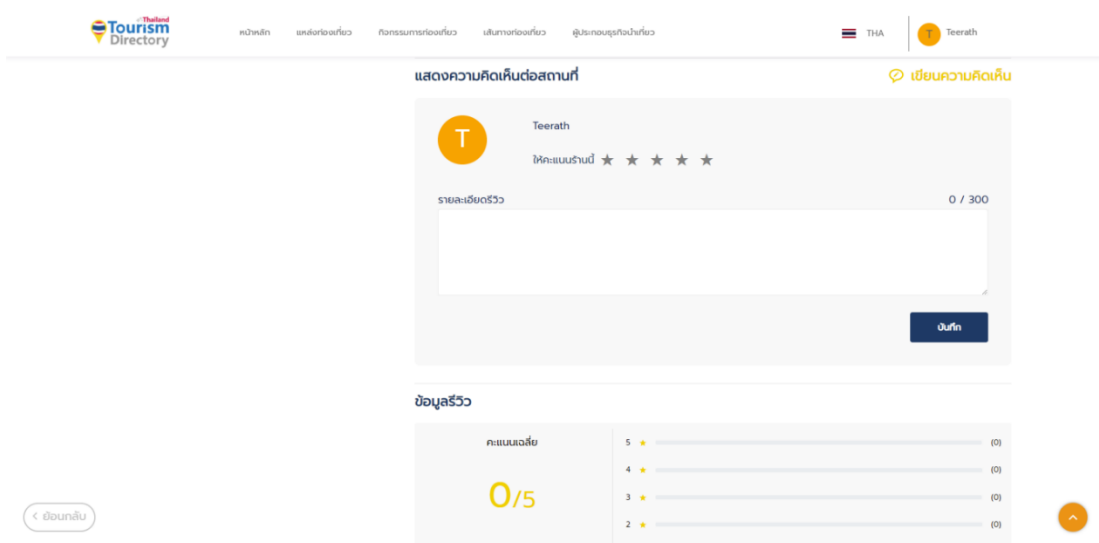 Thailand
Tourism
Directory
หน้าหลัก แหล่งท่องเที่ยว กิจกรรมการท่องเที่ยว เส้นทางท่องเที่ยว ผู้ประกอบธุรกิจนำเที่ยว THA T Teerath
แสดงความคิดเห็นต่อสถานที่ เขียนความคิดเห็น
T
Teerath
ให้คะแนนร้านนี้
รายละเอียดรีวิว 0 / 300
บันทึก
ข้อมูลรีวิว
คะแนนเฉลี่ย
0/5
5 (0)
4 (0)
3 (0)
2 (0)
< ย้อนกลับ